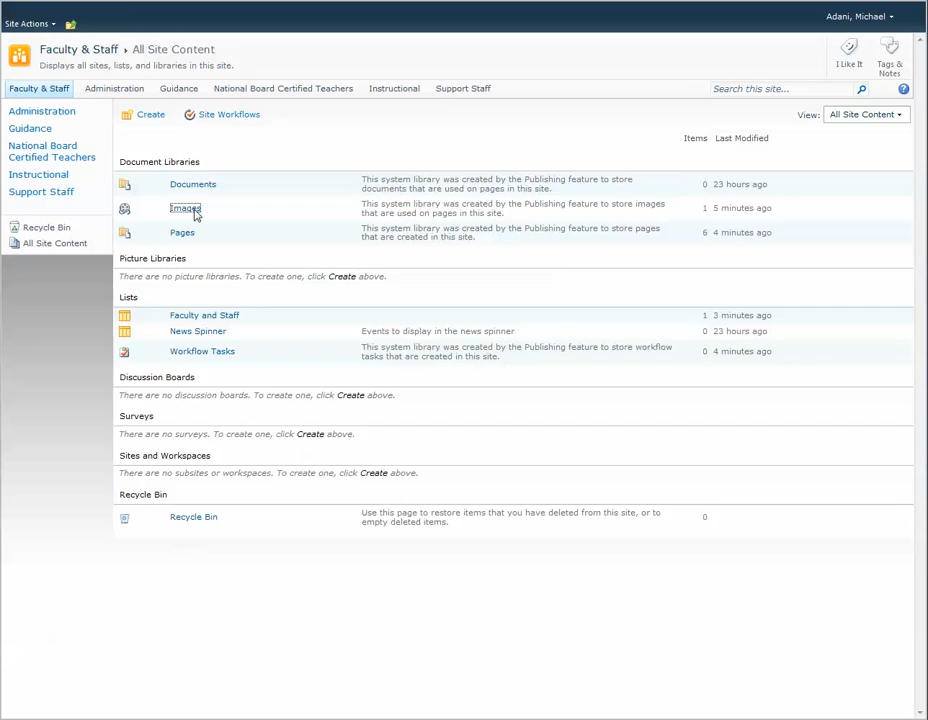 Adani, Michael
Site Actions
Faculty & Staff › All Site Content
Displays all sites, lists, and libraries in this site.
I Like It
Tags &
Notes
Faculty & Staff Administration Guidance National Board Certified Teachers Instructional Support Staff
Search this site...
Administration
Guidance
National Board
Certified Teachers
Instructional
Support Staff
Recycle Bin
All Site Content
Create Site Workflows
View: All Site Content
Items Last Modified
Document Libraries
Documents This system library was created by the Publishing feature to store 0 23 hours ago
documents that are used on pages in this site.
Images This system library was created by the Publishing feature to store images 1 5 minutes ago
that are used on pages in this site.
Pages This system library was created by the Publishing feature to store pages 6 4 minutes ago
that are created in this site.
Picture Libraries
There are no picture libraries. To create one, click Create above.
Lists
Faculty and Staff 1 3 minutes ago
News Spinner Events to display in the news spinner 0 23 hours ago
Workflow Tasks This system library was created by the Publishing feature to store workflow 0 4 minutes ago
tasks that are created in this site.
Discussion Boards
There are no discussion boards. To create one, click Create above.
Surveys
There are no surveys. To create one, click Create above.
Sites and Workspaces
There are no subsites or workspaces. To create one, click Create above.
Recycle Bin
Recycle Bin Use this page to restore items that you have deleted from this site, or to 0
empty deleted items.